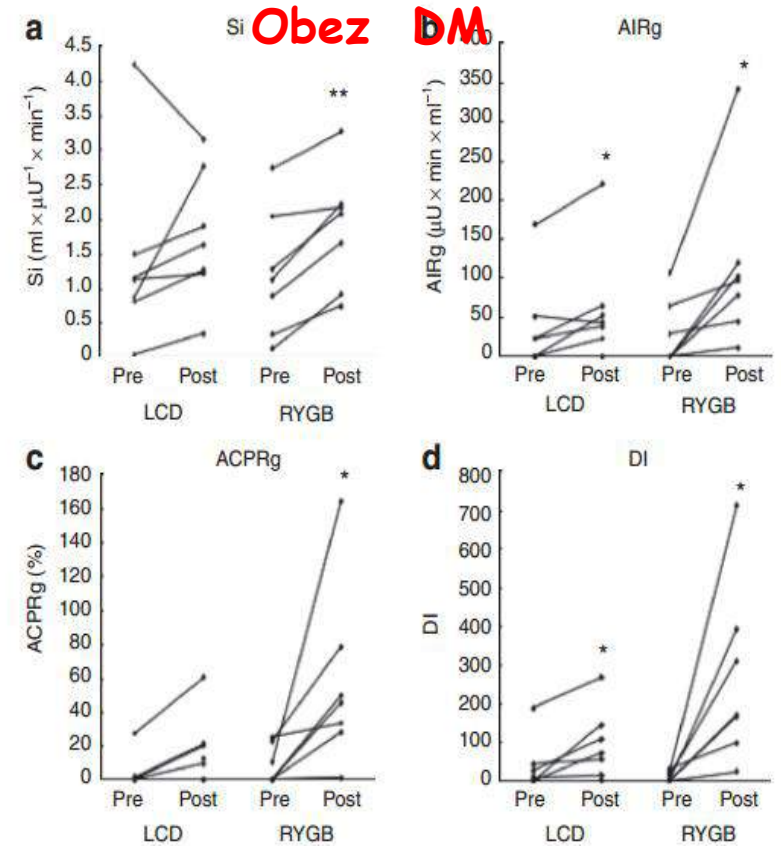 Obez DM
a Si
Si (ml × µU⁻¹ × min⁻¹)
4.5
4.0
3.5
3.0
2.5
2.0
1.5
1.0
0.5
0
**
Pre Post Pre Post
LCD RYGB
b AIRg
AIRg (µU × min × ml⁻¹)
350
300
250
200
150
100
50
0
*
*
Pre Post Pre Post
LCD RYGB
c ACPRg
ACPRg (%)
180
160
140
120
100
80
60
40
20
0
*
Pre Post Pre Post
LCD RYGB
d DI
DI
800
700
600
500
400
300
200
100
0
*
*
Pre Post Pre Post
LCD RYGB